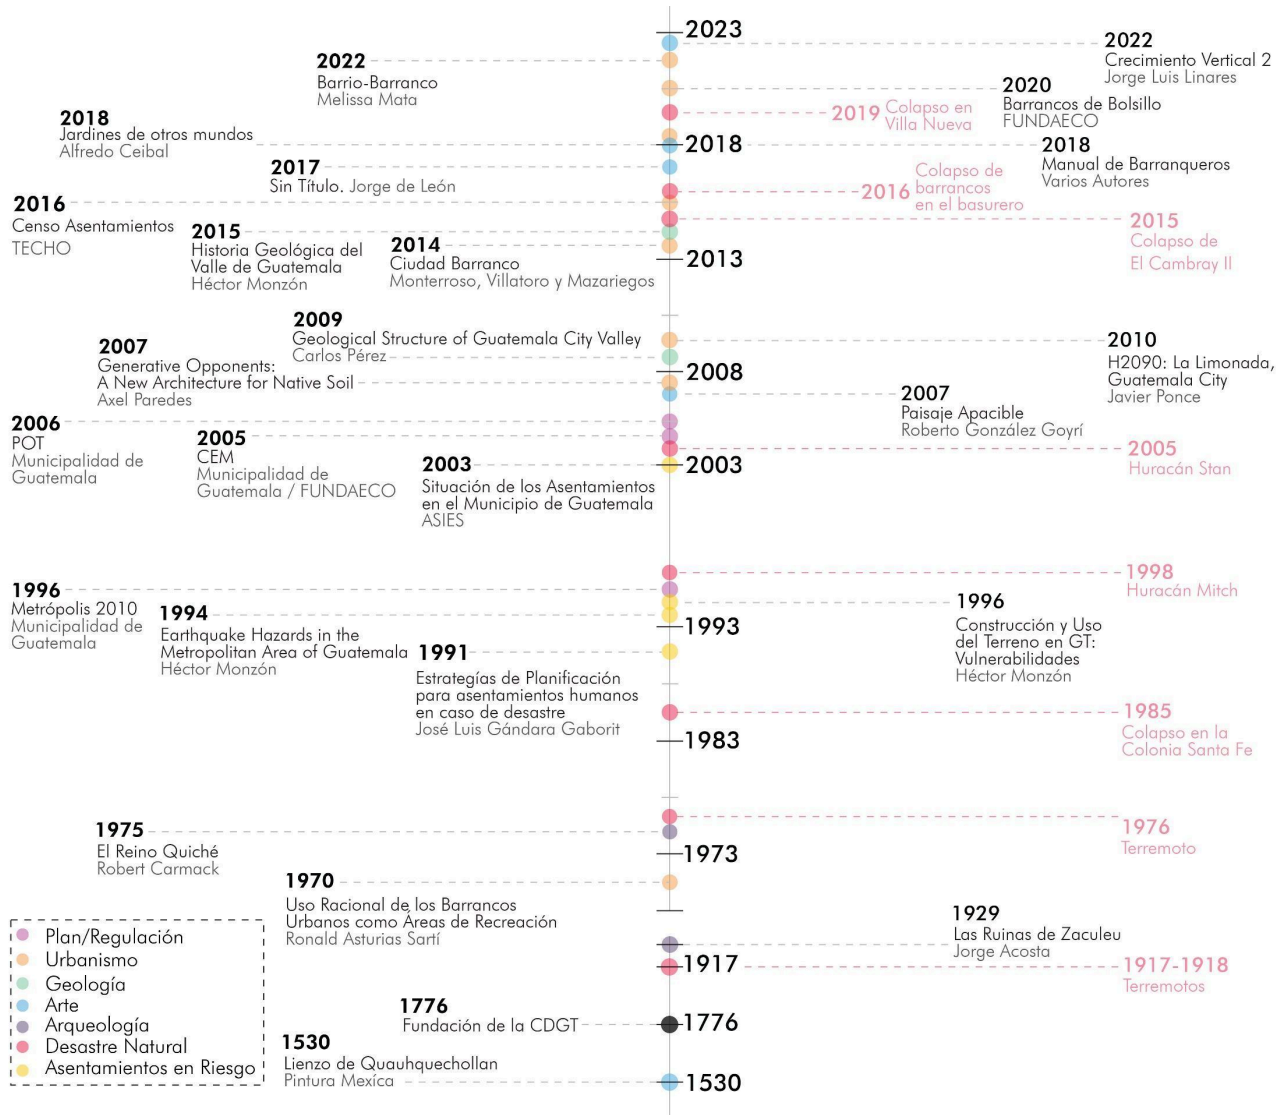 2023
2022
Crecimiento Vertical 2
Jorge Luis Linares
2022
Barrio-Barranco
Melissa Mata
2020
Barrancos de Bolsillo
FUNDAECO
2019 Colapso en
Villa Nueva
2018
Jardines de otros mundos
Alfredo Ceibal
2018
2018
Manual de Barranqueros
Varios Autores
2017
Sin Título. Jorge de León
2016
Colapso de
barrancos
en el basurero
2016
Censo Asentamientos
TECHO
2015
Colapso de
El Cambray II
2015
Historia Geológica del
Valle de Guatemala
Héctor Monzón
2014
Ciudad Barranco
Monterroso, Villatoro y Mazariegos
2013
2009
Geological Structure of Guatemala City Valley
Carlos Pérez
2010
H2090: La Limonada,
Guatemala City
Javier Ponce
2007
Generative Opponents:
A New Architecture for Native Soil
Axel Paredes
2008
2007
Paisaje Apacible
Roberto González Goyrí
2006
POT
Municipalidad de
Guatemala
2005
CEM
Municipalidad de
Guatemala / FUNDAECO
2005
Huracán Stan
2003
Situación de los Asentamientos
en el Municipio de Guatemala
ASIES
2003
1998
Huracán Mitch
1996
Metrópolis 2010
Municipalidad de
Guatemala
1996
Construcción y Uso
del Terreno en GT:
Vulnerabilidades
Héctor Monzón
1994
Earthquake Hazards in the
Metropolitan Area of Guatemala
Héctor Monzón
1993
1991
Estrategías de Planificación
para asentamientos humanos
en caso de desastre
José Luis Gándara Gaborit
1985
Colapso en la
Colonia Santa Fe
1983
1976
Terremoto
1975
El Reino Quiché
Robert Carmack
1973
1970
Uso Racional de los Barrancos
Urbanos como Áreas de Recreación
Ronald Asturias Sartí
1929
Las Ruinas de Zaculeu
Jorge Acosta
1917
1917-1918
Terremotos
1776
Fundación de la CDGT
1776
1530
Lienzo de Quauhquechollan
Pintura Mexíca
1530
Plan/Regulación
Urbanismo
Geología
Arte
Arqueología
Desastre Natural
Asentamientos en Riesgo